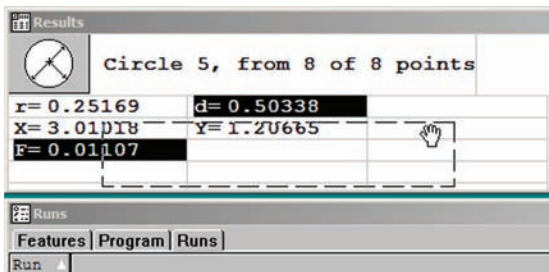 Results
Circle 5, from 8 of 8 points
r= 0.25169 d= 0.50338
X= 3.01018 Y= 1.20665
F= 0.01107
Runs
Features Program Runs
Run